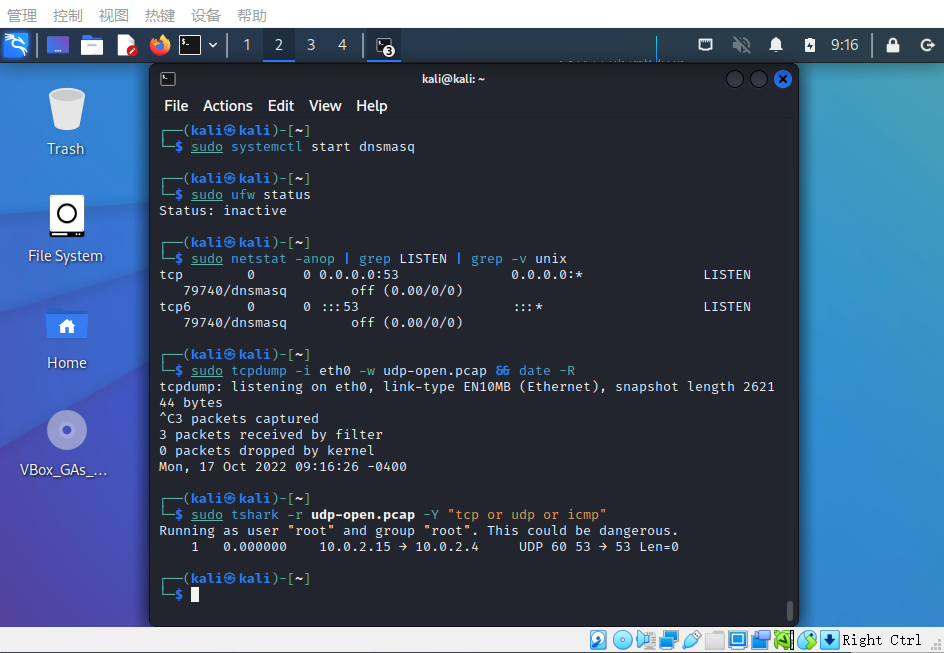 管理 控制 视图 热键 设备 帮助
1 2 3 4 3 9:16
kali@kali: ~
File Actions Edit View Help
Trash
File System
Home
VBox_GAs_...
┌──(kali㉿kali)-[~]
└─$ sudo systemctl start dnsmasq
┌──(kali㉿kali)-[~]
└─$ sudo ufw status
Status: inactive
┌──(kali㉿kali)-[~]
└─$ sudo netstat -anop | grep LISTEN | grep -v unix
tcp 0 0 0.0.0.0:53 0.0.0.0:* LISTEN
79740/dnsmasq off (0.00/0/0)
tcp6 0 0 :::53 :::* LISTEN
79740/dnsmasq off (0.00/0/0)
┌──(kali㉿kali)-[~]
└─$ sudo tcpdump -i eth0 -w udp-open.pcap && date -R
tcpdump: listening on eth0, link-type EN10MB (Ethernet), snapshot length 2621
44 bytes
^C3 packets captured
3 packets received by filter
0 packets dropped by kernel
Mon, 17 Oct 2022 09:16:26 -0400
┌──(kali㉿kali)-[~]
└─$ sudo tshark -r udp-open.pcap -Y "tcp or udp or icmp"
Running as user "root" and group "root". This could be dangerous.
1 0.000000 10.0.2.15 → 10.0.2.4 UDP 60 53 → 53 Len=0
┌──(kali㉿kali)-[~]
└─$
Right Ctrl